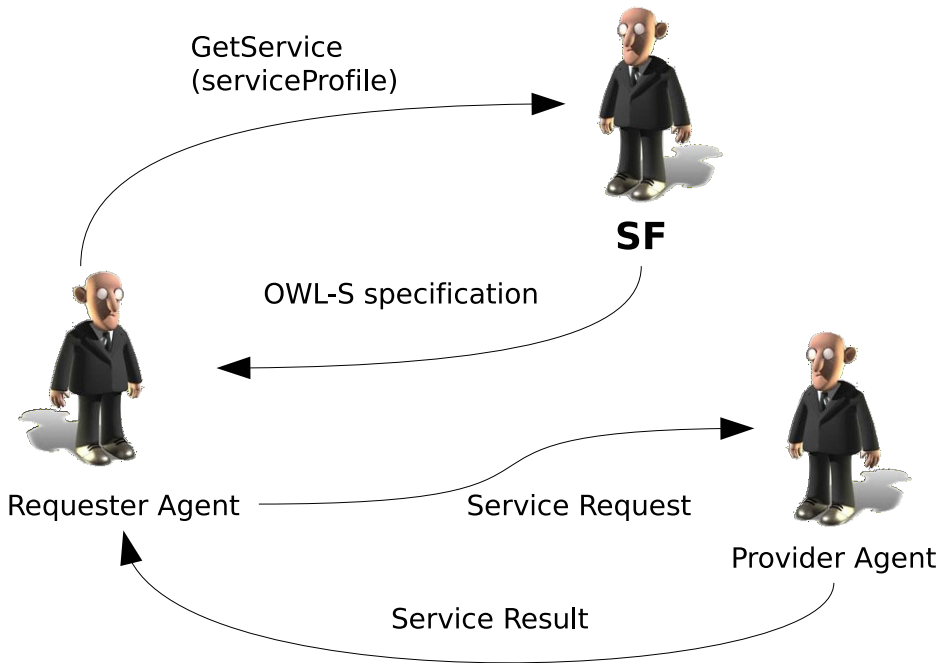 GetService
(serviceProfile)
SF
OWL-S specification
Requester Agent
Service Request
Provider Agent
Service Result